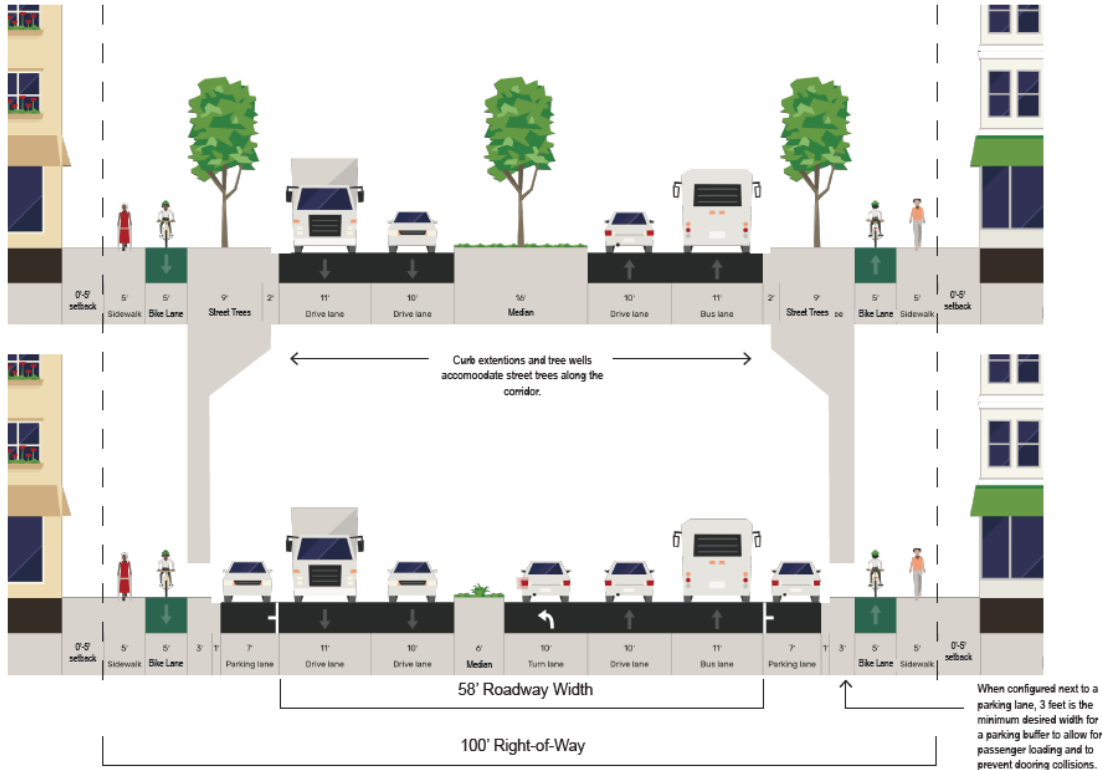 0'-5'
setback
5'
Sidewalk
5'
Bike Lane
9'
Street Trees
2'
11'
Drive lane
10'
Drive lane
16'
Median
10'
Drive lane
11'
Bus lane
2'
9'
Street Trees
5'
Bike Lane
5'
Sidewalk
0'-5'
setback
Curb extentions and tree wells
accomoodate street trees along the
corridor.
0'-5'
setback
5'
Sidewalk
5'
Bike Lane
3'
1'
7'
Parking lane
11'
Drive lane
10'
Drive lane
6'
Median
10'
Turn lane
10'
Drive lane
11'
Bus lane
7'
Parking lane
1'
3'
5'
Bike Lane
5'
Sidewalk
0'-5'
setback
58' Roadway Width
100' Right-of-Way
When configured next to a
parking lane, 3 feet is the
minimum desired width for
a parking buffer to allow for
passenger loading and to
prevent dooring collisions.